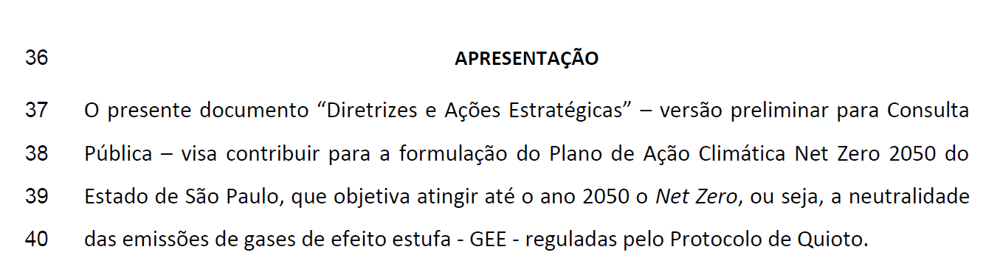 36 APRESENTAÇÃO
37 O presente documento “Diretrizes e Ações Estratégicas” – versão preliminar para Consulta
38 Pública – visa contribuir para a formulação do Plano de Ação Climática Net Zero 2050 do
39 Estado de São Paulo, que objetiva atingir até o ano 2050 o Net Zero, ou seja, a neutralidade
40 das emissões de gases de efeito estufa - GEE - reguladas pelo Protocolo de Quioto.